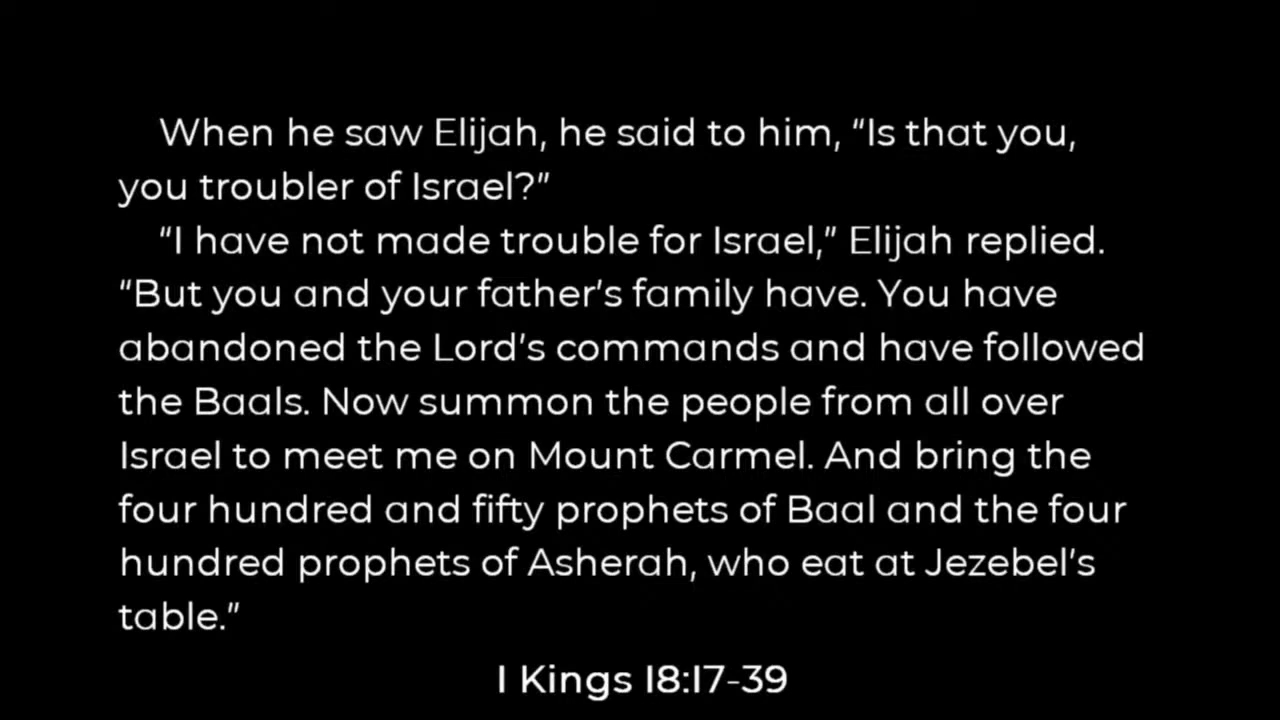 When he saw Elijah, he said to him, “Is that you,
you troubler of Israel?”
“I have not made trouble for Israel,” Elijah replied.
“But you and your father’s family have. You have
abandoned the Lord’s commands and have followed
the Baals. Now summon the people from all over
Israel to meet me on Mount Carmel. And bring the
four hundred and fifty prophets of Baal and the four
hundred prophets of Asherah, who eat at Jezebel’s
table.”
1 Kings 18:17-39